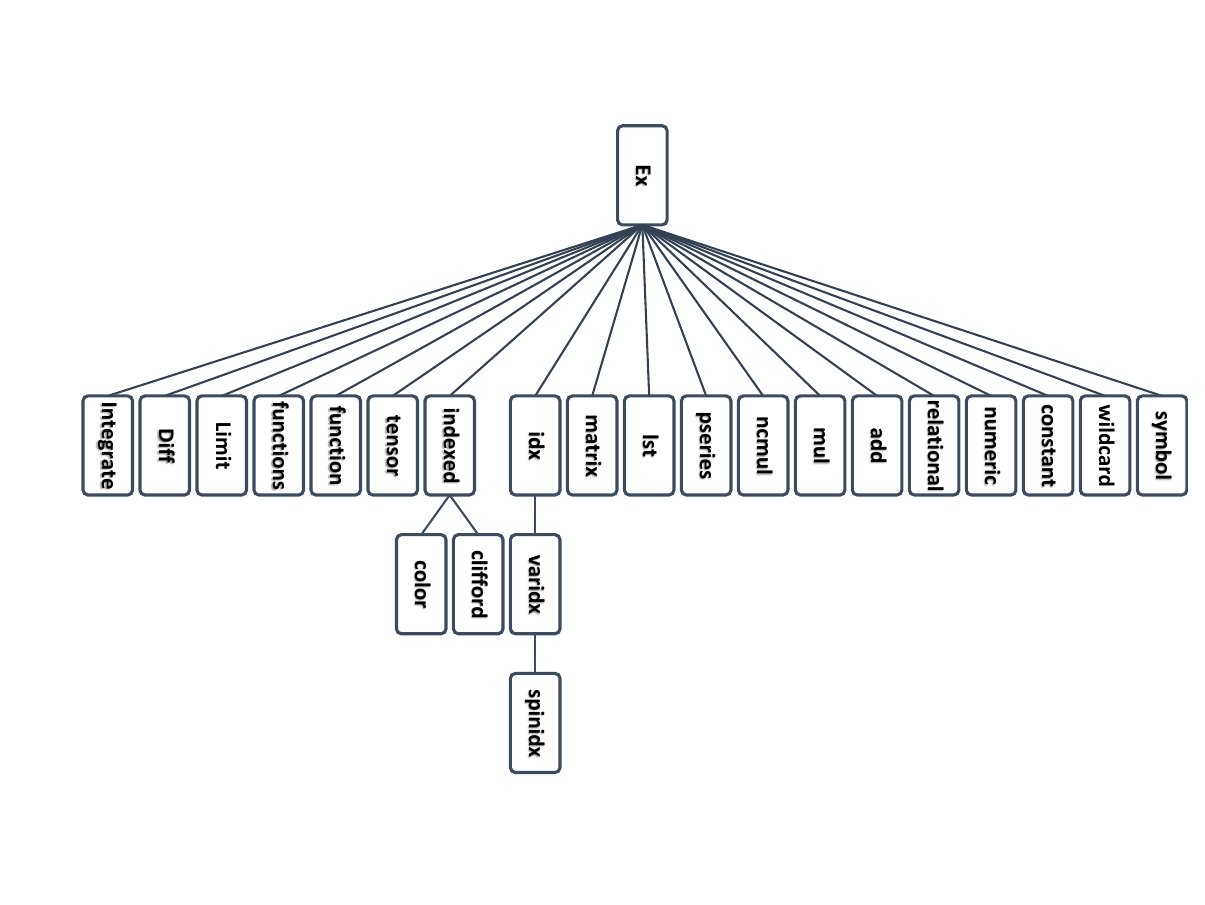 Ex
Integrate
Diff
Limit
functions
function
tensor
indexed
idx
matrix
lst
pseries
ncmul
mul
add
relational
numeric
constant
wildcard
symbol
color
clifford
varidx
spinidx